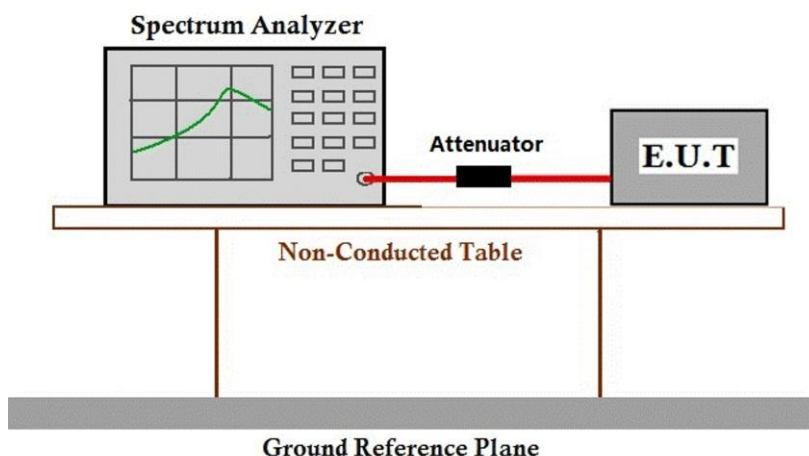 Spectrum Analyzer
Attenuator
E.U.T
Non-Conducted Table
Ground Reference Plane